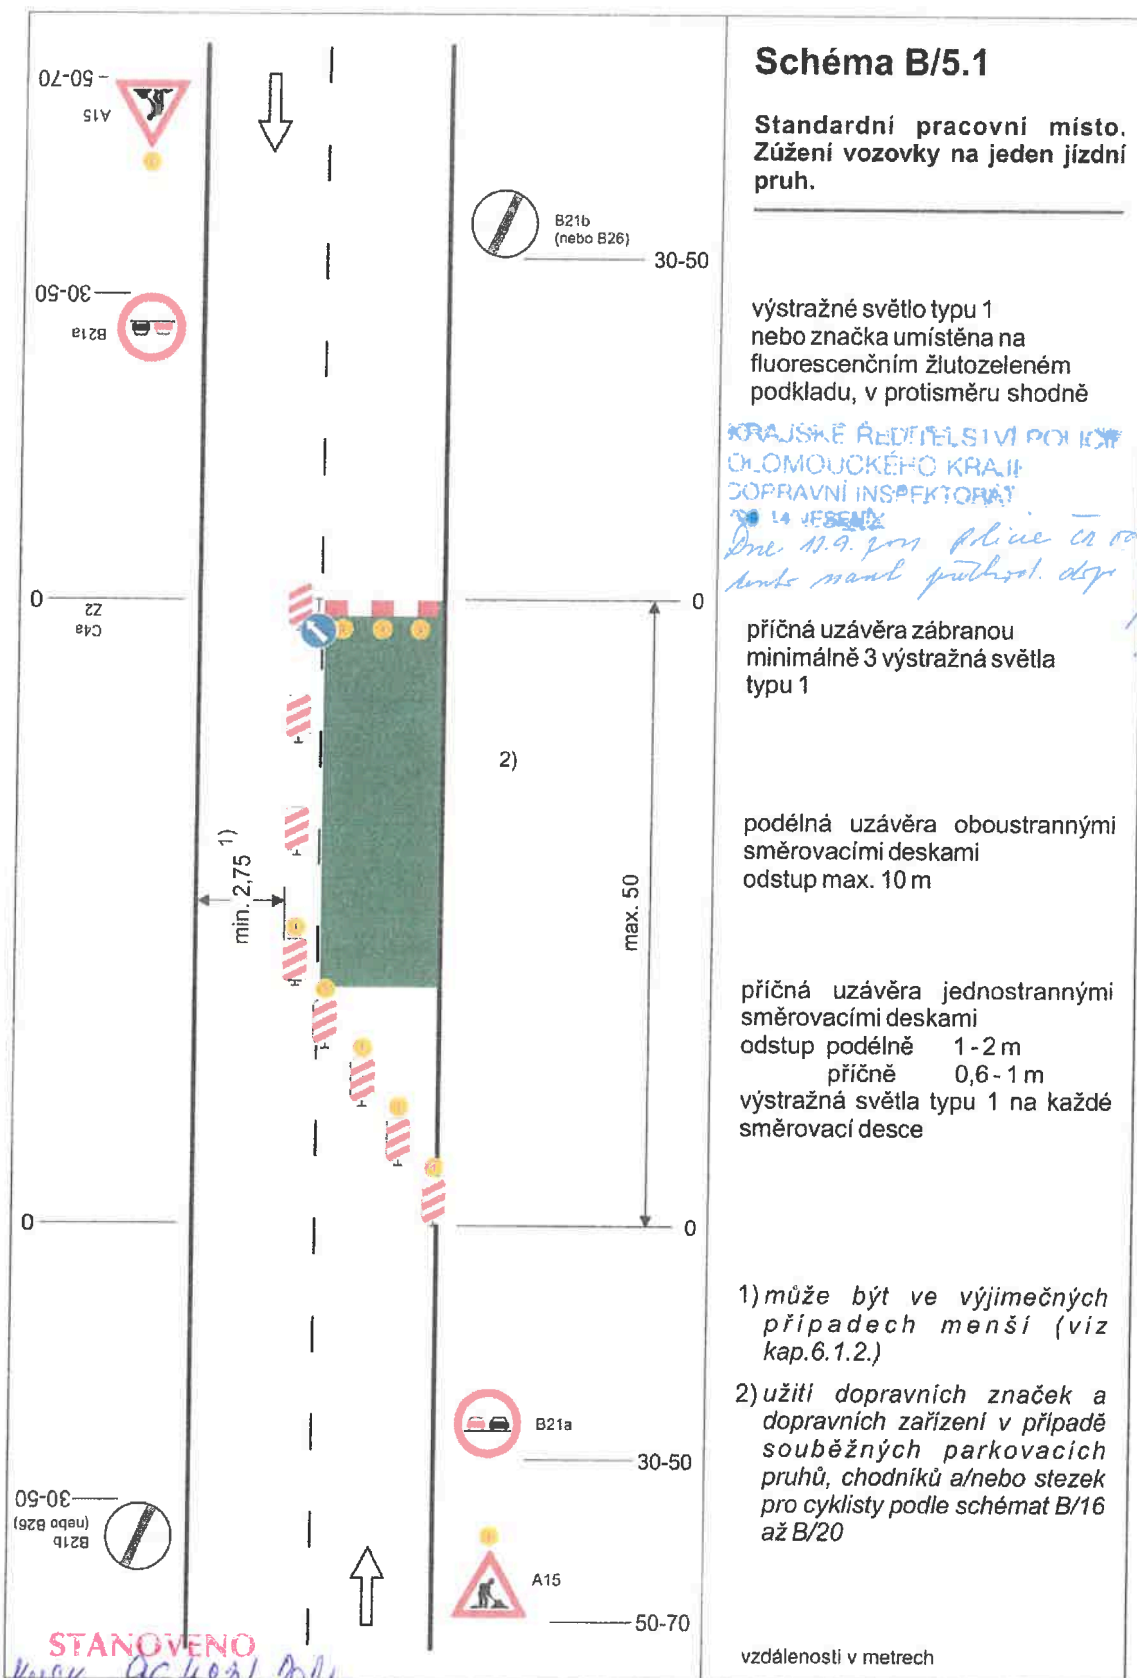 Schéma B/5.1
Standardní pracovní místo.
Zúžení vozovky na jeden jízdní
pruh.
50-70
A15
B21b
(nebo B26)
30-50
30-50
B21a
výstražné světlo typu 1
nebo značka umístěna na
fluorescenčním žlutozeleném
podkladu, v protisměru shodně
KRAJSKÉ ŘEDITELSTVÍ POLICIE
OLOMOUCKÉHO KRAJE
DOPRAVNÍ INSPEKTORÁT
14 JESENÍK
Dne
policie ČR
tento
0
Z2
C4a
0
příčná uzávěra zábranou
minimálně 3 výstražná světla
typu 1
2)
min. 2,75 1)
max. 50
podélná uzávěra oboustrannými
směrovacími deskami
odstup max. 10 m
příčná uzávěra jednostrannými
směrovacími deskami
odstup podélně 1-2 m
příčně 0,6-1 m
výstražná světla typu 1 na každé
směrovací desce
0
0
1) může být ve výjimečných
případech menší (viz
kap.6.1.2.)
2) užití dopravních značek a
dopravních zařízení v případě
souběžných parkovacích
pruhů, chodníků a/nebo stezek
pro cyklisty podle schémat B/16
až B/20
B21a
30-50
30-50
B21b
(nebo B26)
A15
50-70
STANOVENO
vzdálenosti v metrech